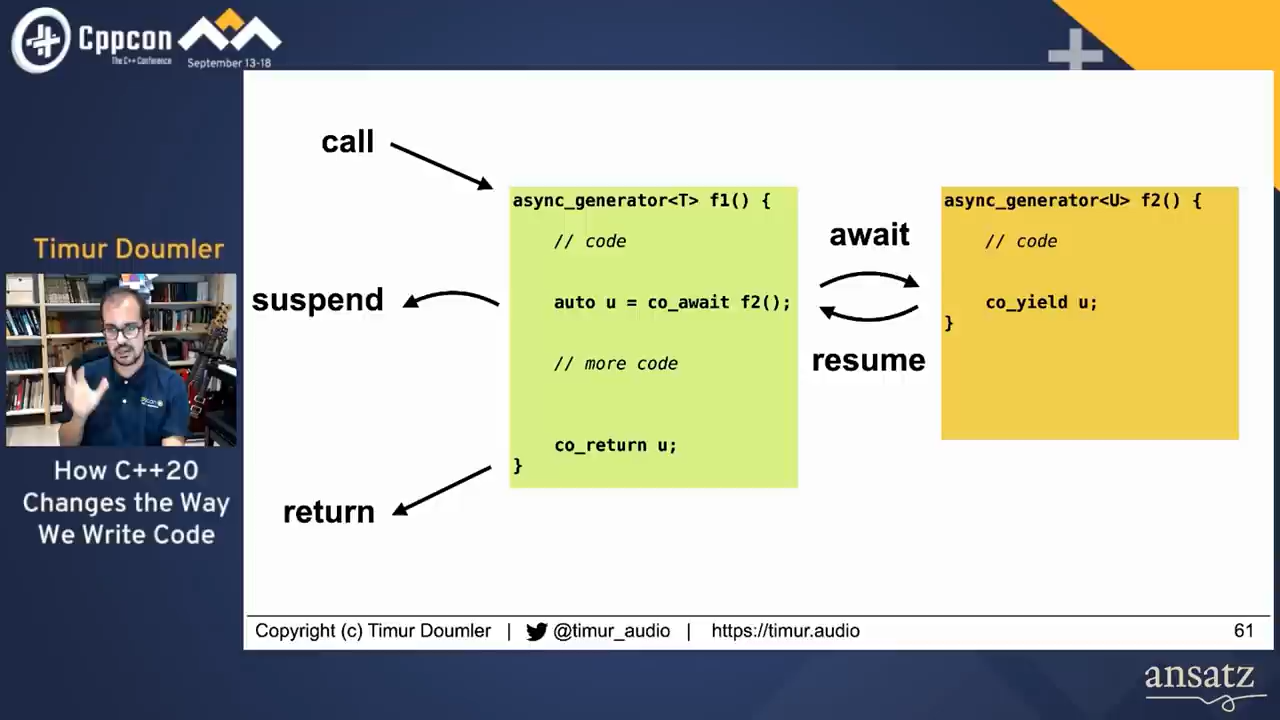 Cppcon
The C++ Conference
September 13-18
Timur Doumler
How C++20
Changes the Way
We Write Code
call
suspend
return
async_generator<T> f1() {
// code
auto u = co_await f2();
// more code
co_return u;
}
await
resume
async_generator<U> f2() {
// code
co_yield u;
}
Copyright (c) Timur Doumler | @timur_audio | https://timur.audio 61
ansatz